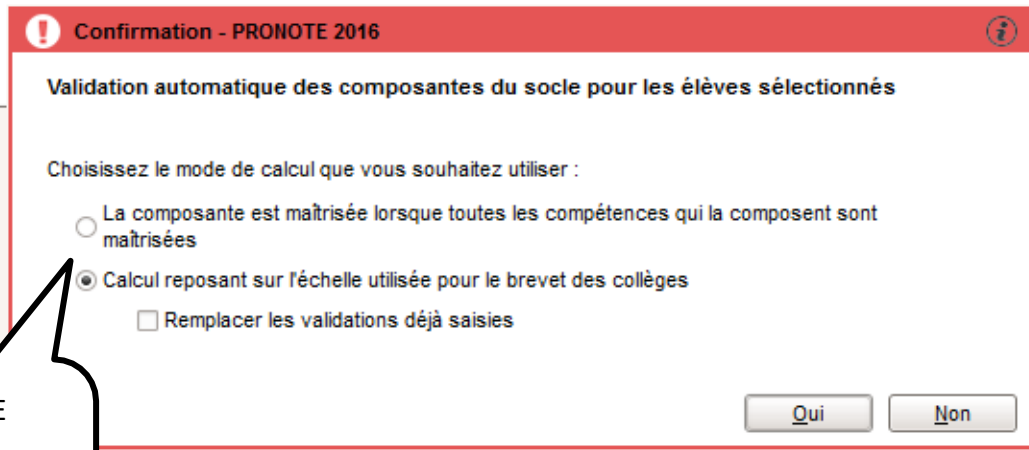 Confirmation - PRONOTE 2016
Validation automatique des composantes du socle pour les élèves sélectionnés
Choisissez le mode de calcul que vous souhaitez utiliser :
La composante est maîtrisée lorsque toutes les compétences qui la composent sont
maîtrisées
Calcul reposant sur l'échelle utilisée pour le brevet des collèges
Remplacer les validations déjà saisies
E
Oui Non